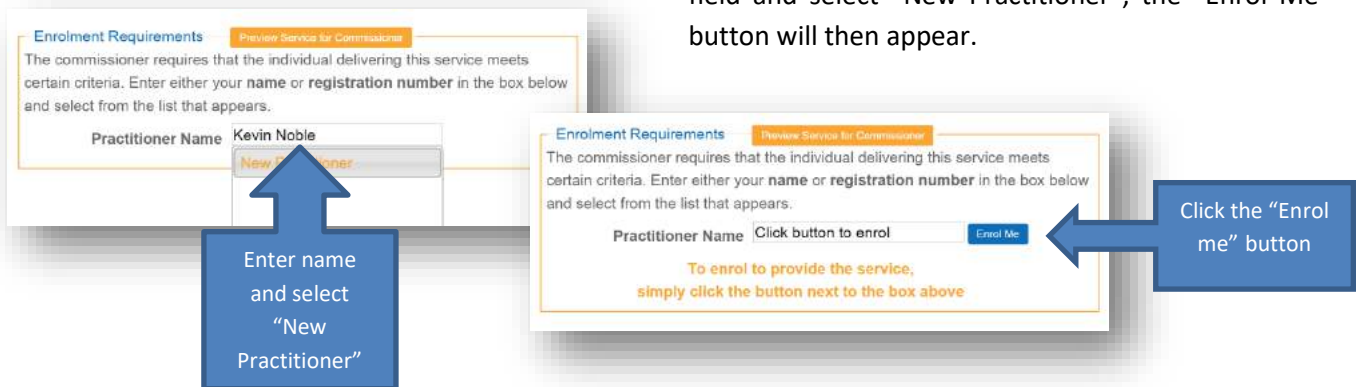 field and select "New Practitioner", the "Enrol Me"
button will then appear.
Enrolment Requirements Preview Service for Commissioner
The commissioner requires that the individual delivering this service meets
certain criteria. Enter either your name or registration number in the box below
and select from the list that appears.
Practitioner Name Kevin Noble
New
Enter name
and select
“New
Practitioner”
Enrolment Requirements Preview Service for Commissioner
The commissioner requires that the individual delivering this service meets
certain criteria. Enter either your name or registration number in the box below
and select from the list that appears.
Practitioner Name Click button to enrol Enrol Me
To enrol to provide the service,
simply click the button next to the box above
Click the “Enrol
me” button